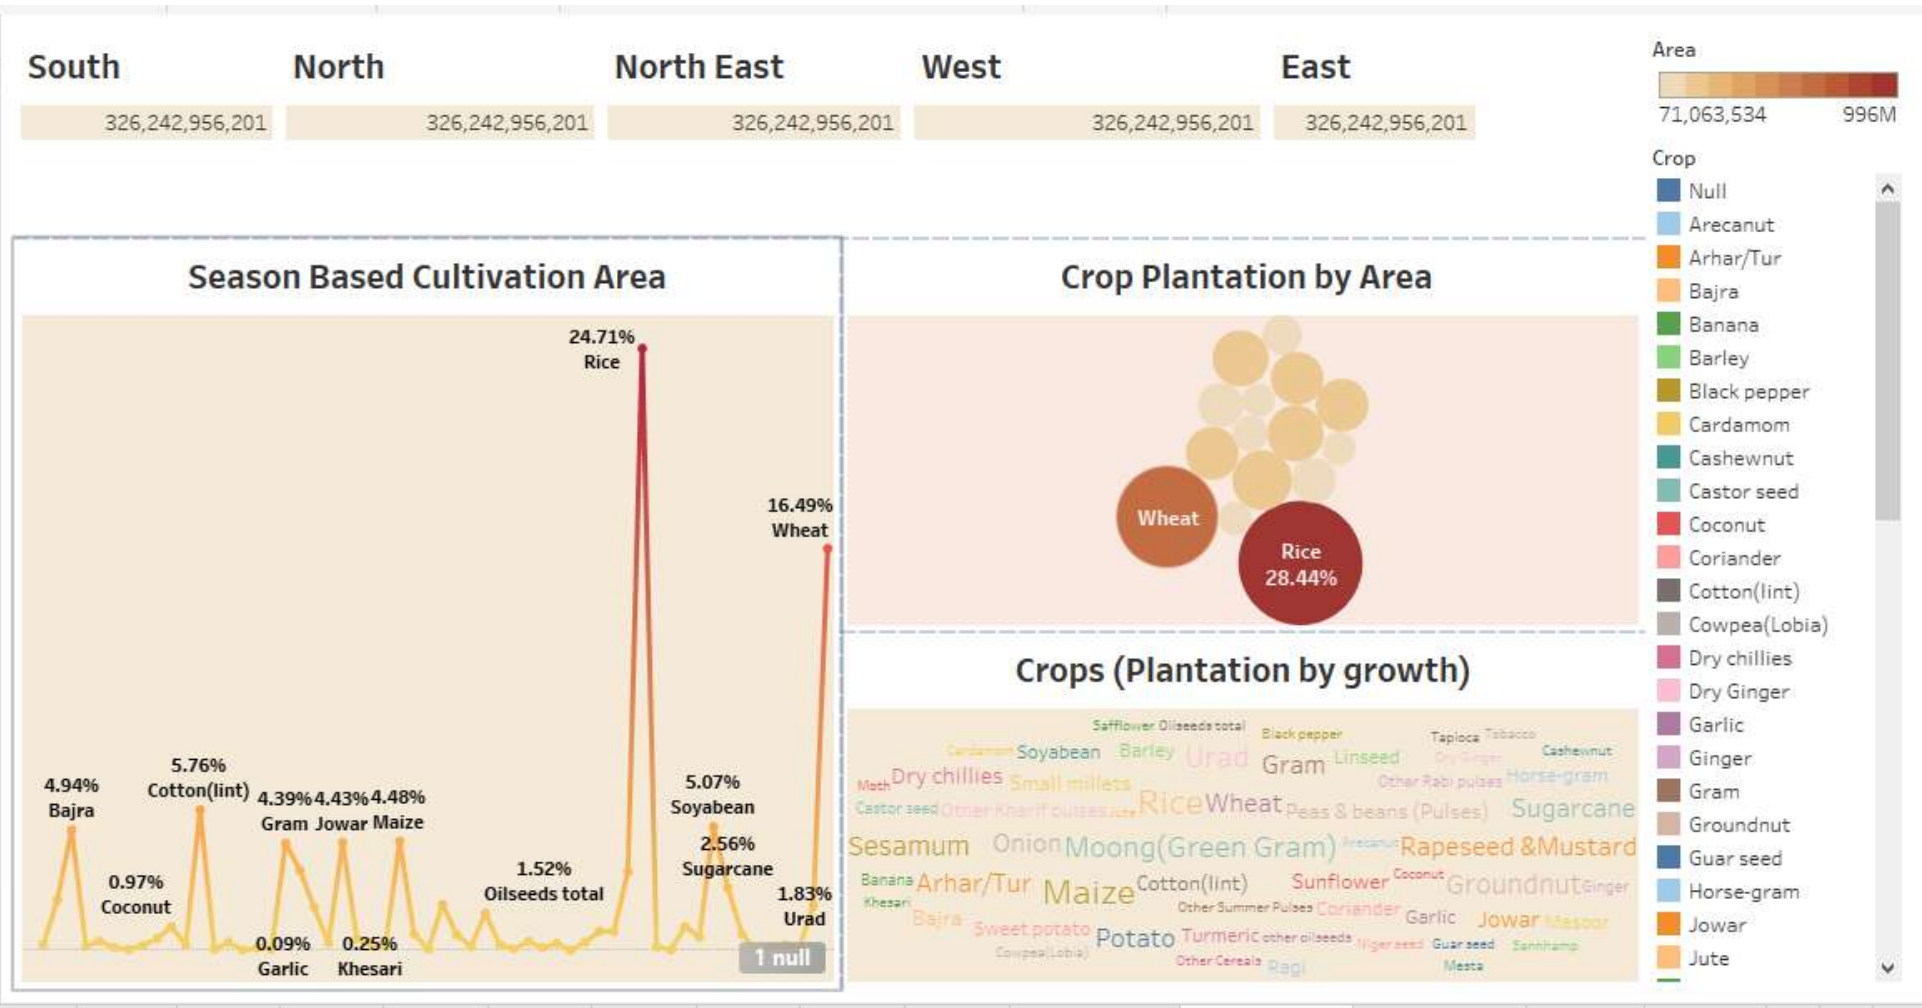 South
North
North East
West
East
326,242,956,201
326,242,956,201
326,242,956,201
326,242,956,201
326,242,956,201
Area
71,063,534
996M
Crop
Null
Arecanut
Arhar/Tur
Bajra
Banana
Barley
Black pepper
Cardamom
Cashewnut
Castor seed
Coconut
Coriander
Cotton(lint)
Cowpea(Lobia)
Dry chillies
Dry Ginger
Garlic
Ginger
Gram
Groundnut
Guar seed
Horse-gram
Jowar
Jute
Season Based Cultivation Area
24.71%
Rice
16.49%
Wheat
4.94%
Bajra
5.76%
Cotton(lint)
4.39%
Gram
4.43%
Jowar
4.48%
Maize
5.07%
Soyabean
2.56%
Sugarcane
0.97%
Coconut
1.52%
Oilseeds total
1.83%
Urad
0.09%
Garlic
0.25%
Khesari
1 null
Crop Plantation by Area
Wheat
Rice
28.44%
Crops (Plantation by growth)
Safflower Oilseeds total
Black pepper
Tapioca Tobacco
Cardamom Soyabean Barley Urad Gram Linseed Dry Ginger Cashewnut
Moth Dry chillies Small millets Other Rabi pulses Horse-gram
Castor seed Other Kharif pulses Jute Rice Wheat Peas & beans (Pulses) Sugarcane
Sesamum Onion Moong(Green Gram) Arecanut Rapeseed &Mustard
Banana Arhar/Tur Maize Cotton(lint) Sunflower Coconut Groundnut Ginger
Khesari Other Summer Pulses Coriander Garlic Jowar Masoor
Bajra Sweet potato Potato Turmeric other oilseeds Niger seed Guar seed Sannhamp
Cowpea(Lobia) Other Cereals Ragi Mesta